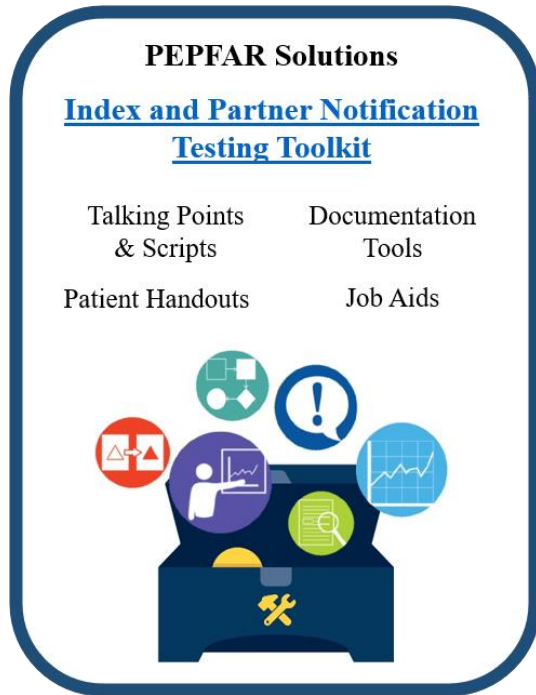 PEPFAR Solutions
Index and Partner Notification
Testing Toolkit
Talking Points
& Scripts
Documentation
Tools
Patient Handouts
Job Aids